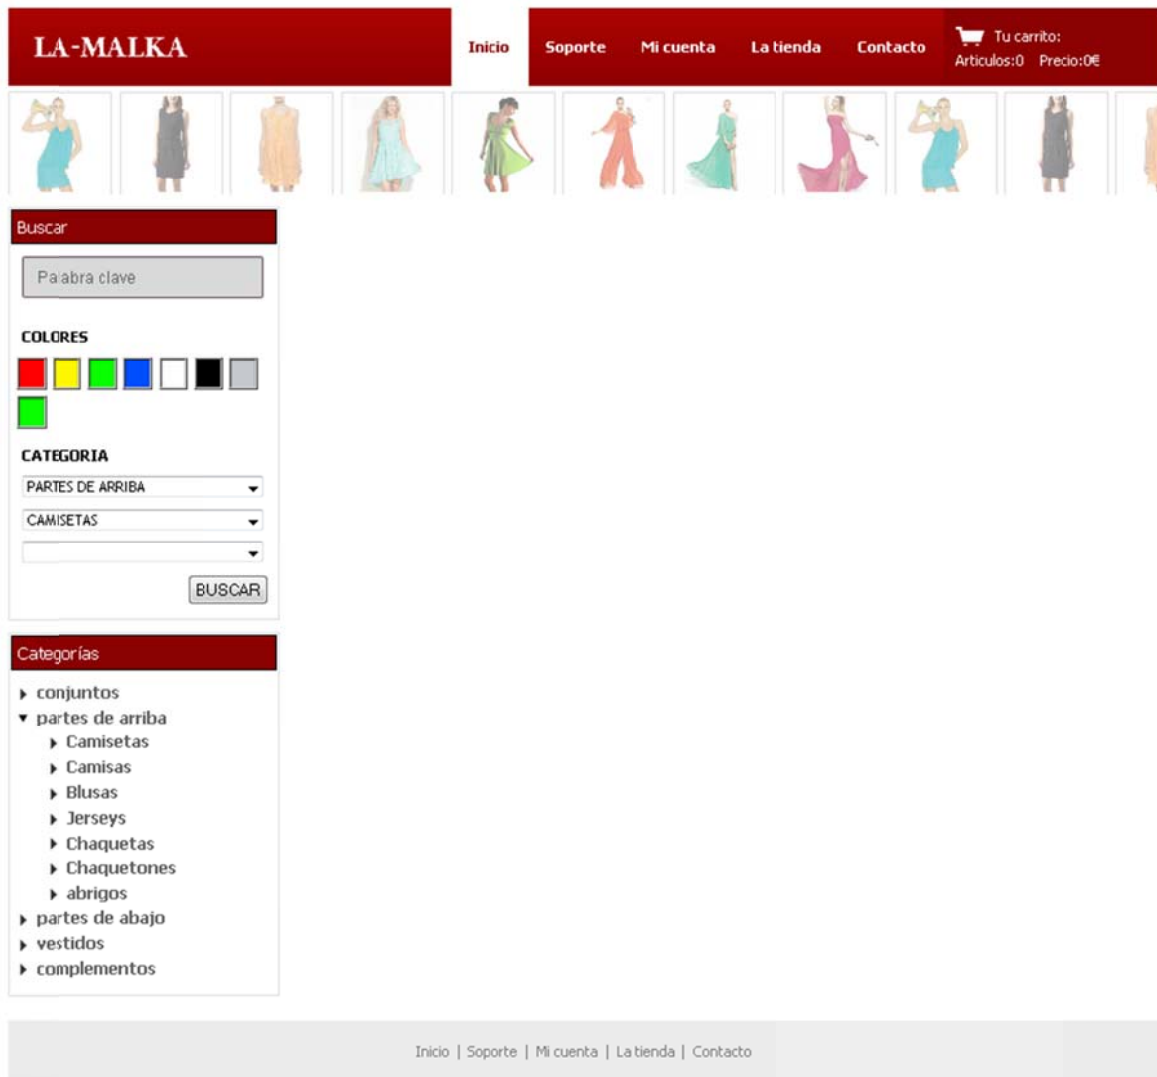 LA-MALKA
Inicio Soporte Mi cuenta La tienda Contacto
Tu carrito:
Articulos:0 Precio:0€
Buscar
Palabra clave
COLORES
CATEGORIA
PARTES DE ARRIBA
CAMISETAS
BUSCAR
Categorías
conjuntos
partes de arriba
Camisetas
Camisas
Blusas
Jerseys
Chaquetas
Chaquetones
abrigos
partes de abajo
vestidos
complementos
Inicio | Soporte | Mi cuenta | La tienda | Contacto